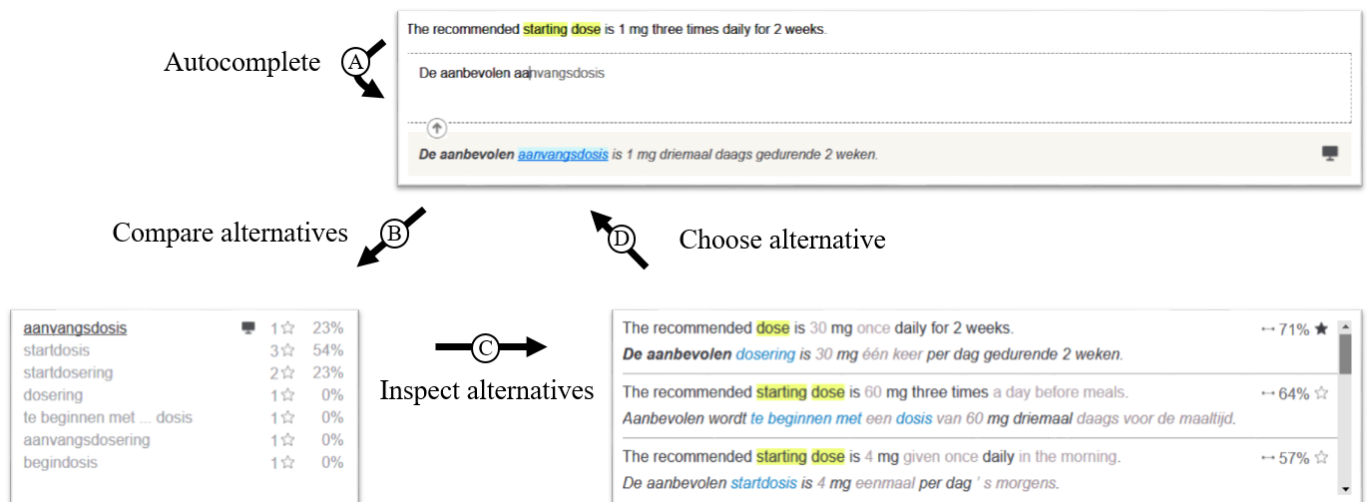 The recommended starting dose is 1 mg three times daily for 2 weeks.
Autocomplete A
De aanbevolen aanvangsdosis
De aanbevolen aanvangsdosis is 1 mg driemaal daags gedurende 2 weken.
Compare alternatives B
D Choose alternative
aanvangsdosis 1☆ 23%
startdosis 3☆ 54%
startdosering 2☆ 23%
dosering 1☆ 0%
te beginnen met ... dosis 1☆ 0%
aanvangsdosering 1☆ 0%
begindosis 1☆ 0%
C
Inspect alternatives
The recommended dose is 30 mg once daily for 2 weeks. ↔ 71% ★
De aanbevolen dosering is 30 mg één keer per dag gedurende 2 weken.
The recommended starting dose is 60 mg three times a day before meals. ↔ 64% ☆
Aanbevolen wordt te beginnen met een dosis van 60 mg driemaal daags voor de maaltijd.
The recommended starting dose is 4 mg given once daily in the morning. ↔ 57% ☆
De aanbevolen startdosis is 4 mg eenmaal per dag ' s morgens.